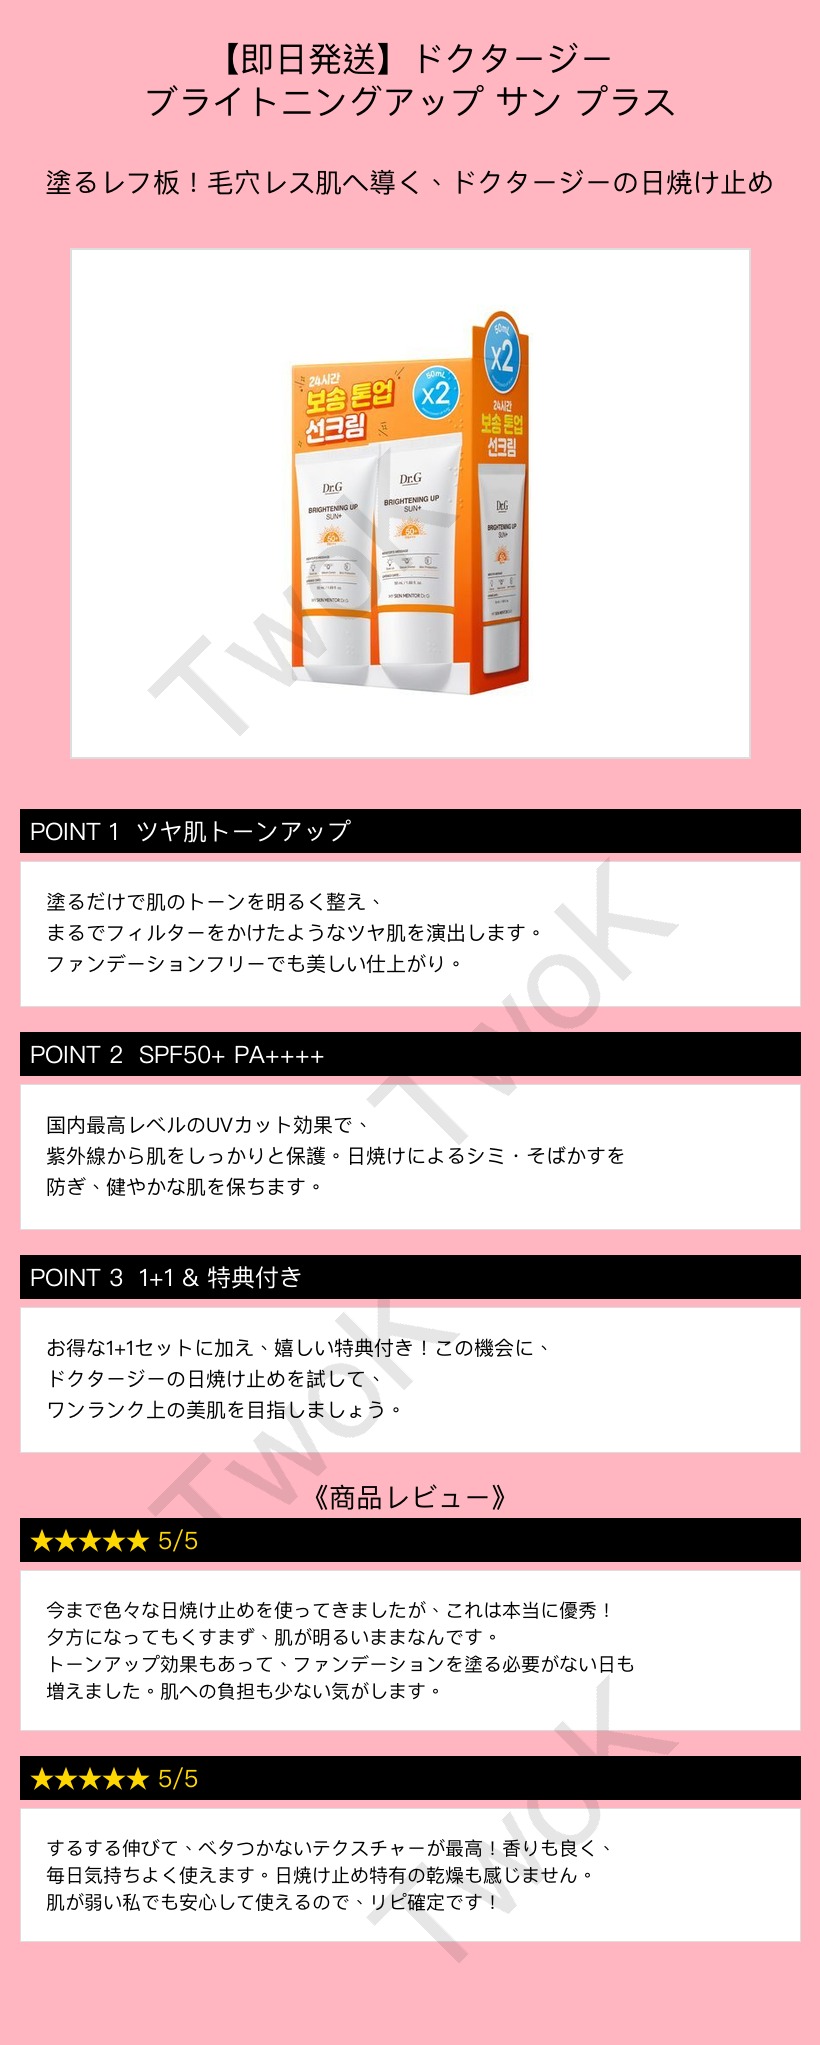 【即日発送】ドクタージー
ブライトニングアップ サン プラス
塗るレフ板！毛穴レス肌へ導く、ドクタージーの日焼け止め
24시간
보송 톤업
선크림
50mL
x2
50mL
x2
24시간
보송 톤업
선크림
Dr.G
BRIGHTENING UP
SUN+
50+
MY SKIN MENTOR Dr.G
Dr.G
BRIGHTENING UP
SUN+
50+
MY SKIN MENTOR Dr.G
Dr.G
BRIGHTENING UP
SUN+
TwoK
POINT 1 ツヤ肌トーンアップ
塗るだけで肌のトーンを明るく整え、
まるでフィルターをかけたようなツヤ肌を演出します。
ファンデーションフリーでも美しい仕上がり。
TwoK
POINT 2 SPF50+ PA++++
国内最高レベルのUVカット効果で、
紫外線から肌をしっかりと保護。日焼けによるシミ・そばかすを
防ぎ、健やかな肌を保ちます。
POINT 3 1+1 & 特典付き
お得な1+1セットに加え、嬉しい特典付き！この機会に、
ドクタージーの日焼け止めを試して、
ワンランク上の美肌を目指しましょう。
TwoK
《商品レビュー》
★★★★★ 5/5
今まで色々な日焼け止めを使ってきましたが、これは本当に優秀！
夕方になってもくすまず、肌が明るいままなんです。
トーンアップ効果もあって、ファンデーションを塗る必要がない日も
増えました。肌への負担も少ない気がします。
★★★★★ 5/5
するする伸びて、ベタつかないテクスチャーが最高！香りも良く、
毎日気持ちよく使えます。日焼け止め特有の乾燥も感じません。
肌が弱い私でも安心して使えるので、リピ確定です！
TwoK